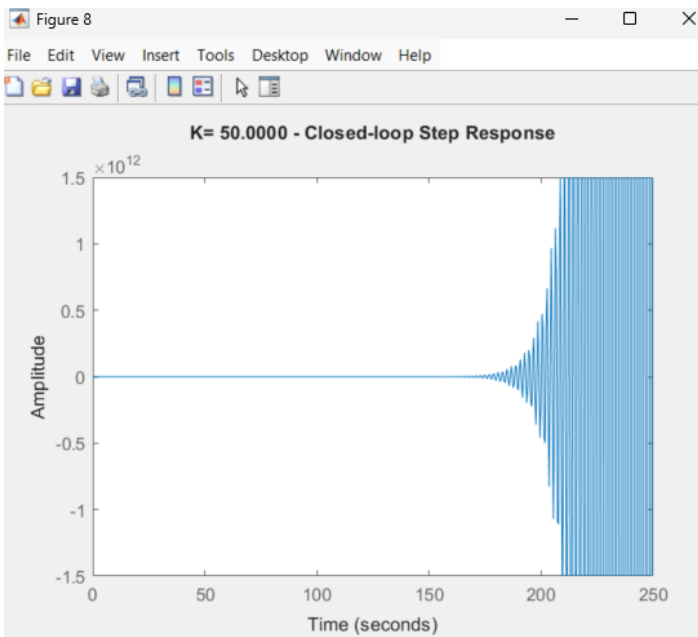 Figure 8
File Edit View Insert Tools Desktop Window Help
K= 50.0000 - Closed-loop Step Response
×10¹²
1.5
1
0.5
0
-0.5
-1
-1.5
Amplitude
0 50 100 150 200 250
Time (seconds)